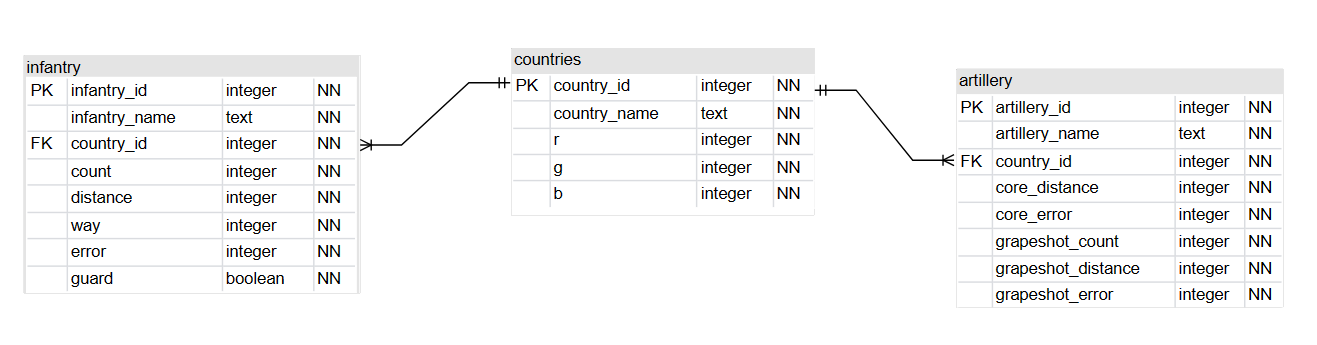 infantry
PK infantry_id integer NN
infantry_name text NN
FK country_id integer NN
count integer NN
distance integer NN
way integer NN
error integer NN
guard boolean NN
countries
PK country_id integer NN
country_name text NN
r integer NN
g integer NN
b integer NN
artillery
PK artillery_id integer NN
artillery_name text NN
FK country_id integer NN
core_distance integer NN
core_error integer NN
grapeshot_count integer NN
grapeshot_distance integer NN
grapeshot_error integer NN